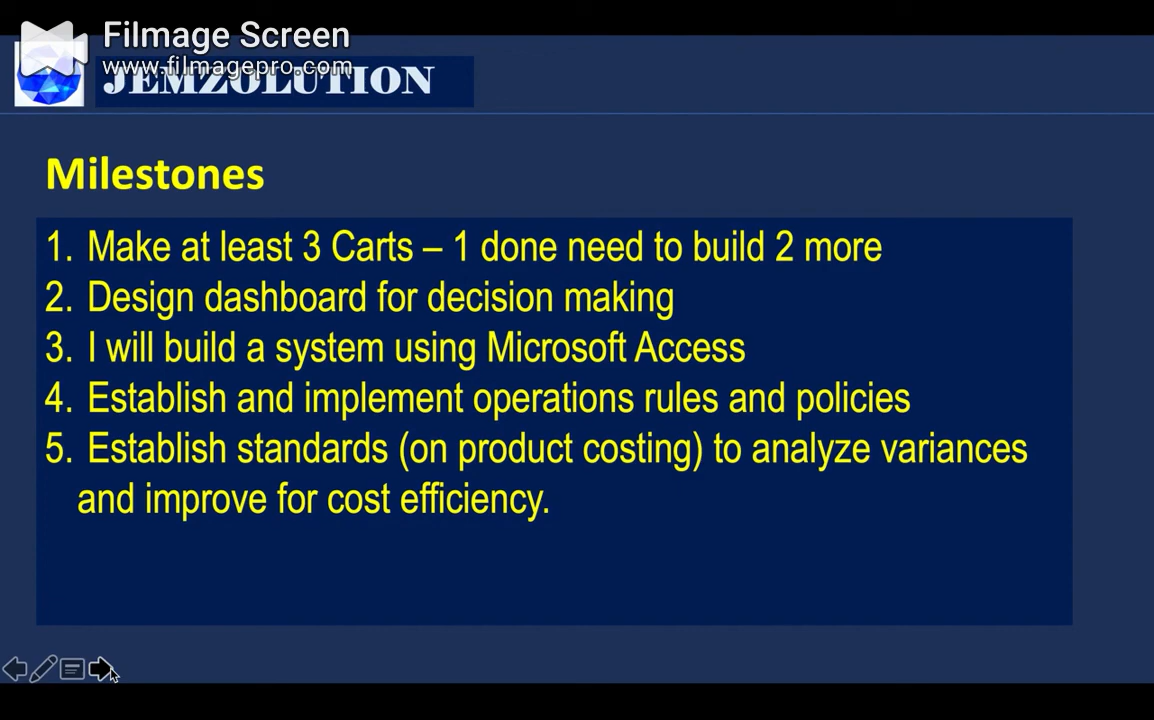 Filmage Screen
www.filmagepro.com
JEMZOLUTION
Milestones
1. Make at least 3 Carts – 1 done need to build 2 more
2. Design dashboard for decision making
3. I will build a system using Microsoft Access
4. Establish and implement operations rules and policies
5. Establish standards (on product costing) to analyze variances
and improve for cost efficiency.